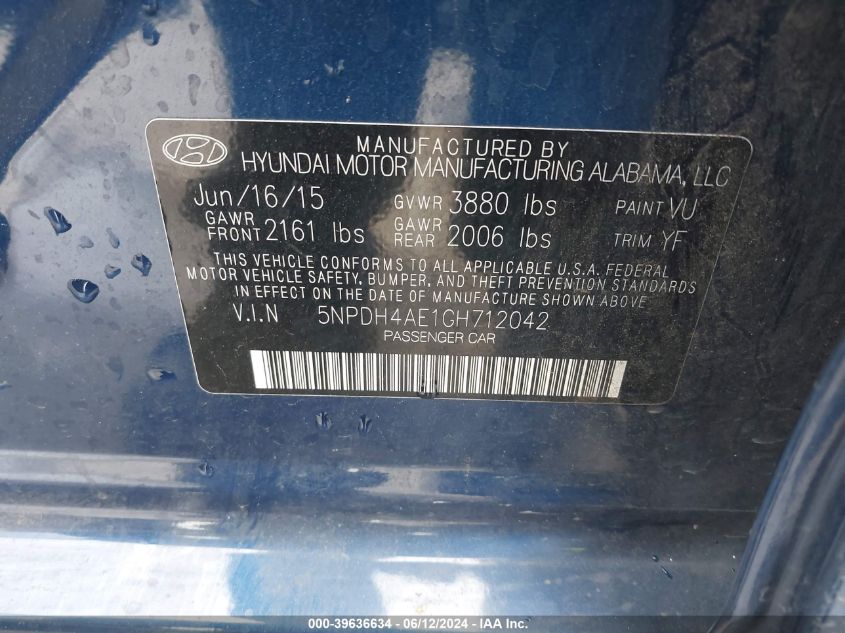 MANUFACTURED BY
HYUNDAI MOTOR MANUFACTURING ALABAMA, LLC
Jun/16/15 GVWR 3880 lbs PAINT VU
GAWR FRONT 2161 lbs GAWR REAR 2006 lbs TRIM YF
THIS VEHICLE CONFORMS TO ALL APPLICABLE U.S.A. FEDERAL
MOTOR VEHICLE SAFETY, BUMPER, AND THEFT PREVENTION STANDARDS
IN EFFECT ON THE DATE OF MANUFACTURE SHOWN ABOVE.
V.I.N 5NPDH4AE1GH712042
PASSENGER CAR
000-39636634 - 06/12/2024 - IAA Inc.